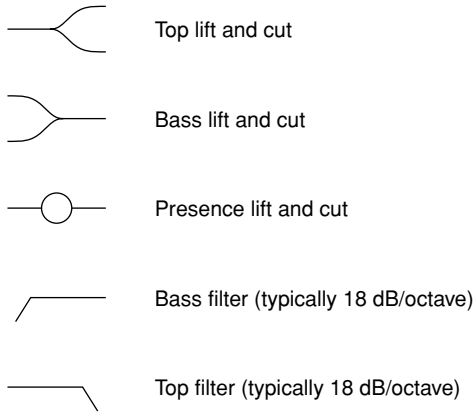 Top lift and cut
Bass lift and cut
Presence lift and cut
Bass filter (typically 18 dB/octave)
Top filter (typically 18 dB/octave)